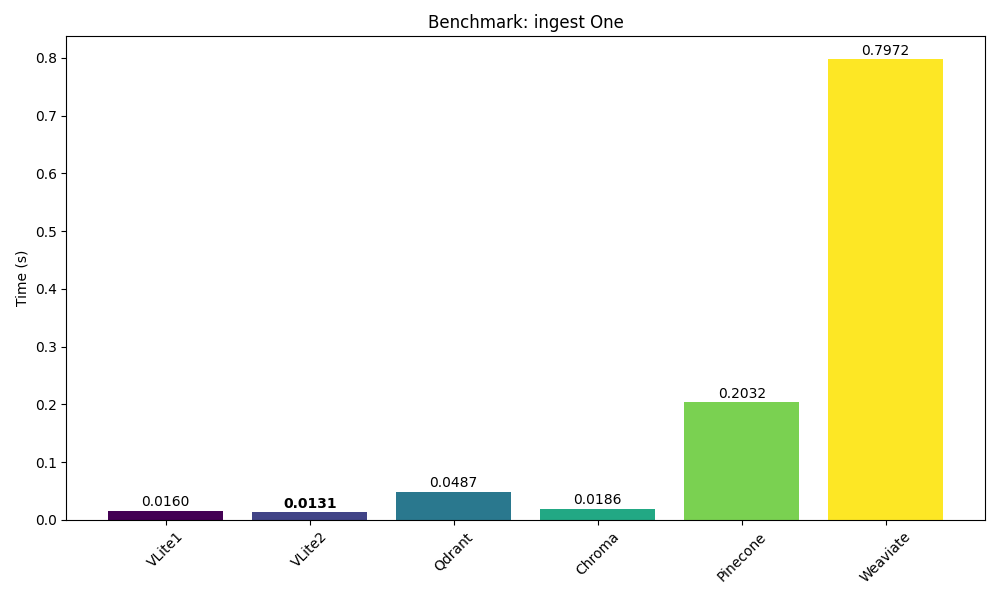 Benchmark: ingest One
Time (s)
0.8
0.7
0.6
0.5
0.4
0.3
0.2
0.1
0.0
0.0160
0.0131
0.0487
0.0186
0.2032
0.7972
VLite1
VLite2
Qdrant
Chroma
Pinecone
Weaviate